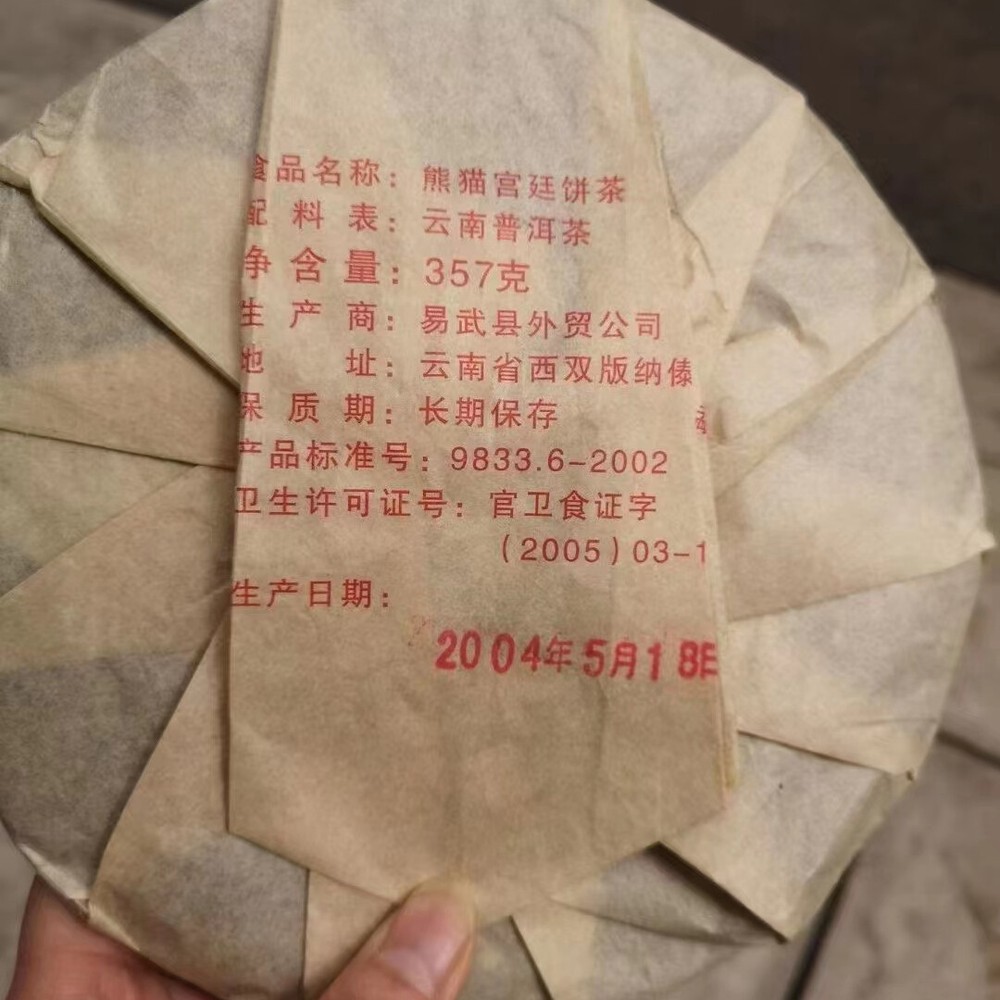 食品名称：熊猫宫廷饼茶
配料表：云南普洱茶
净含量：357克
生产商：易武县外贸公司
地址：云南省西双版纳傣
保质期：长期保存
产品标准号：9833.6-2002
卫生许可证号：官卫食证字
(2005)03-1
生产日期：
2004年5月18日